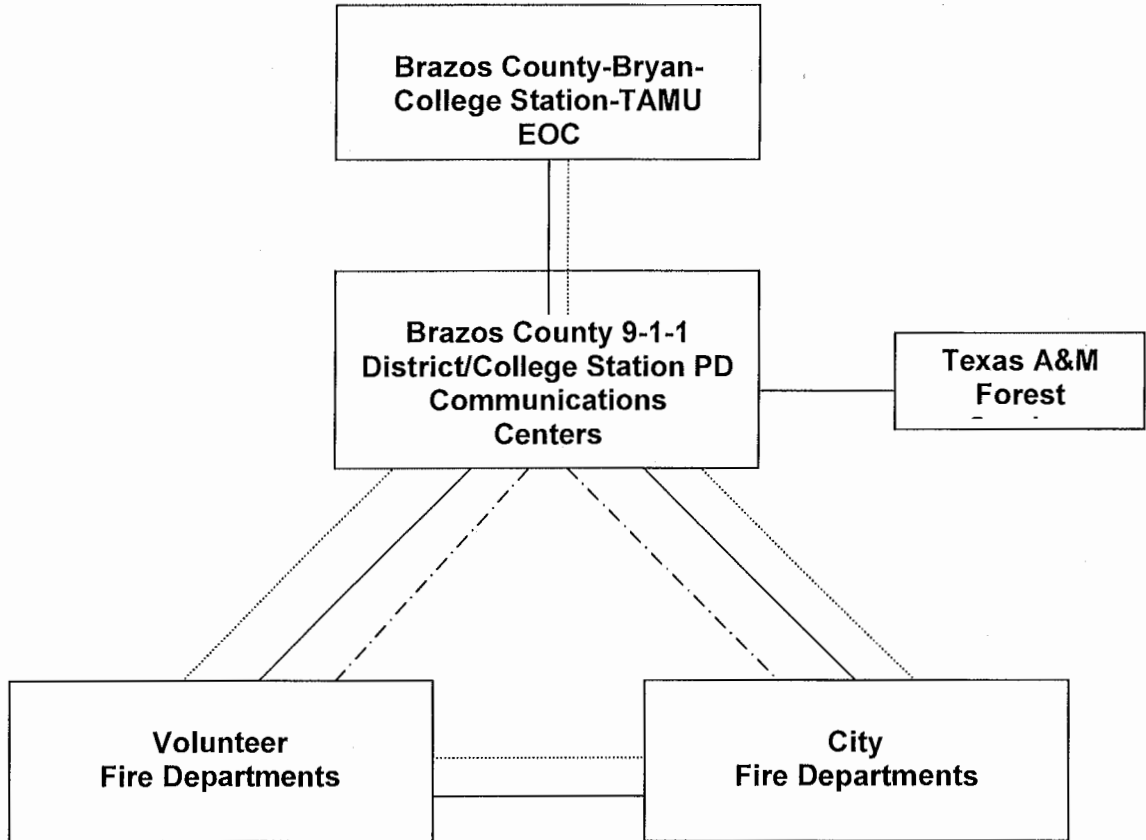 Brazos County-Bryan-
College Station-TAMU
EOC
Brazos County 9-1-1
District/College Station PD
Communications
Centers
Texas A&M
Forest
Volunteer
Fire Departments
City
Fire Departments